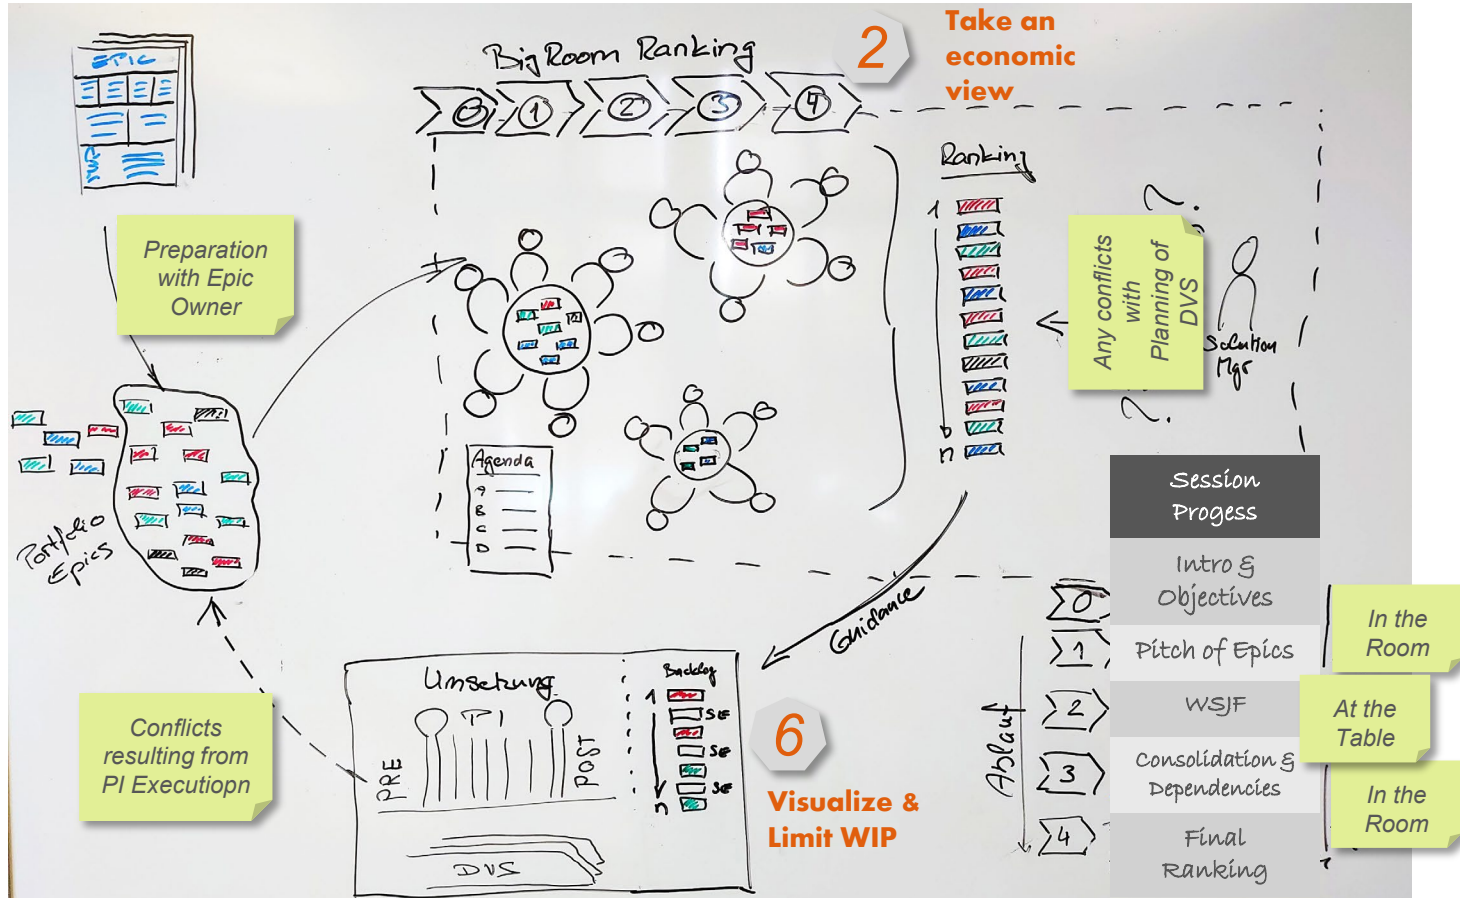 EPIC
BigRoom Ranking
0 1 2 3 4
2
Take an
economic
view
Ranking
1
n
Preparation
with Epic
Owner
Any conflicts
with
Planning of
DVS
Solution
Mgr
Agenda
A
B
C
D
Portfolio
Epics
Guidance
Conflicts
resulting from
PI Executiopn
Umsetzung
PI
PRE
POST
DVS
Backlog
1
SE
SE
SE
n
6
Visualize &
Limit WIP
Ablauf
0
1
2
3
4
Session
Progess
Intro &
Objectives
Pitch of Epics
WSJF
Consolidation &
Dependencies
Final
Ranking
In the
Room
At the
Table
In the
Room